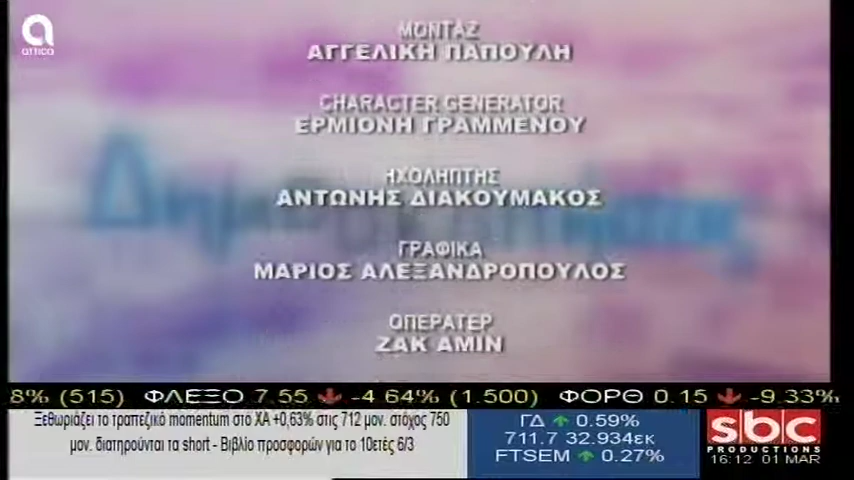 attica
ΜΟΝΤΑΖ
ΑΓΓΕΛΙΚΗ ΠΑΠΟΥΛΗ
CHARACTER GENERATOR
ΕΡΜΙΟΝΗ ΓΡΑΜΜΕΝΟΥ
ΗΧΟΛΗΠΤΗΣ
ΑΝΤΩΝΗΣ ΔΙΑΚΟΥΜΑΚΟΣ
ΓΡΑΦΙΚΑ
ΜΑΡΙΟΣ ΑΛΕΞΑΝΔΡΟΠΟΥΛΟΣ
ΟΠΕΡΑΤΕΡ
ΖΑΚ ΑΜΙΝ
8% (515) ΦΛΕΞΟ 7.55 -4.64% (1.500) ΦΟΡΘ 0.15 -9.33%
Ξεθωριάζει το τραπεζικό momentum στο ΧΑ +0,63% στις 712 μον. στόχος 750
μον. διατηρούνται τα short - Βιβλίο προσφορών για το 10ετές 6/3
ΓΔ 0.59%
711.7 32.934εκ
FTSEM 0.27%
sbc
PRODUCTIONS
16:12 01 MAR